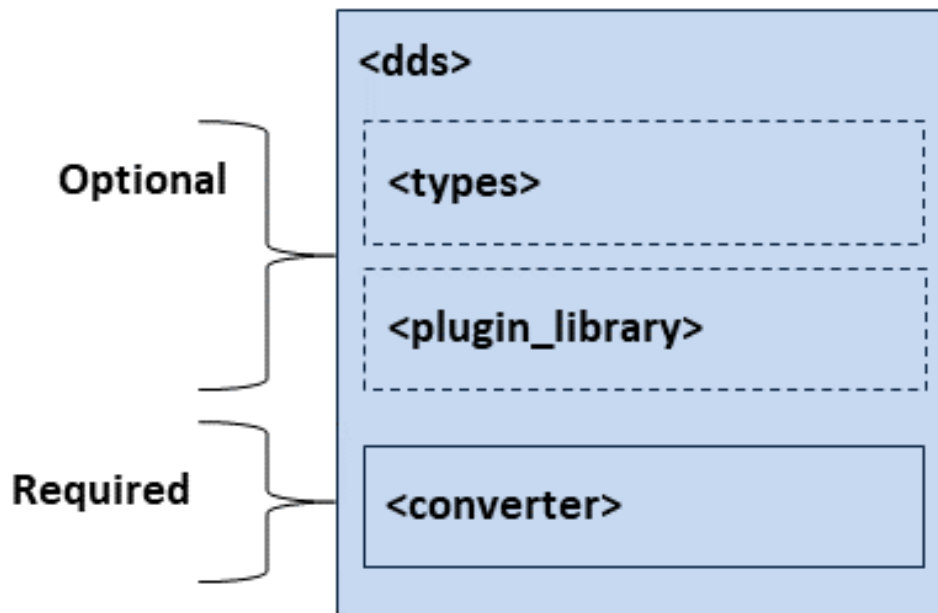 <dds>
Optional
<types>
<plugin_library>
Required
<converter>